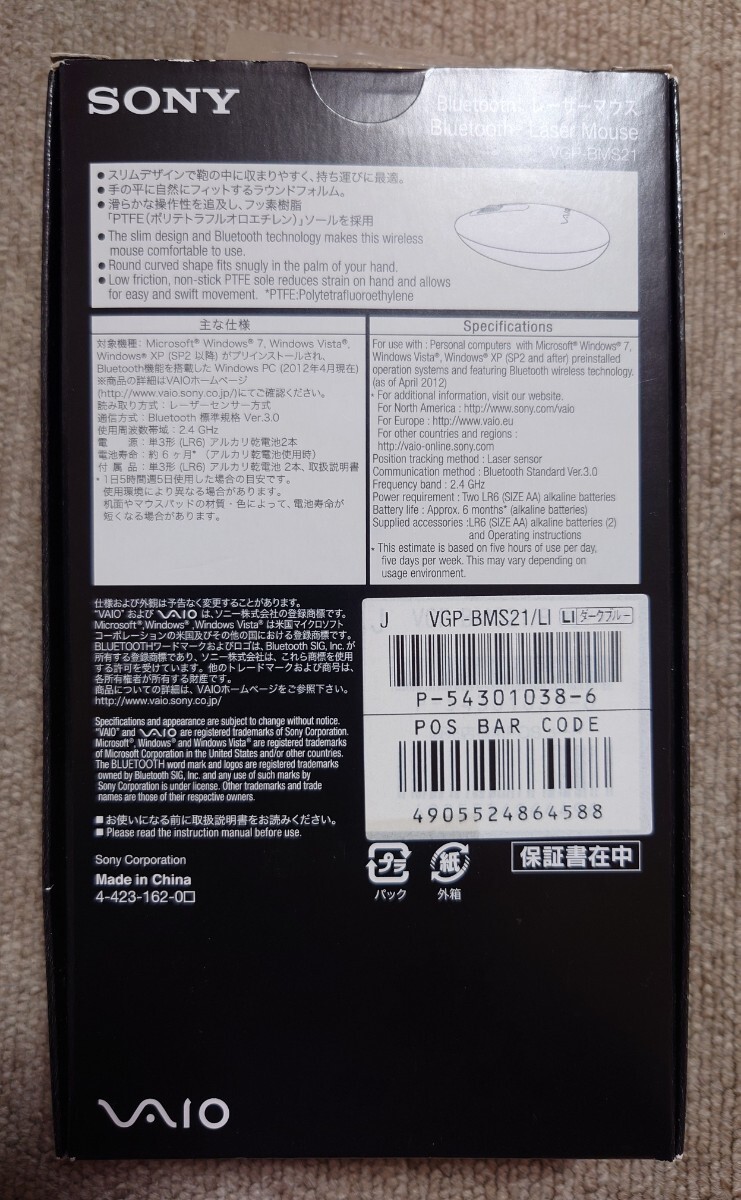 SONY
Bluetooth® レーザーマウス
Bluetooth® Laser Mouse
VGP-BMS21
● スリムデザインで鞄の中に収まりやすく、持ち運びに最適。
● 手の平に自然にフィットするラウンドフォルム。
● 滑らかな操作性を追及し、フッ素樹脂
「PTFE（ポリテトラフルオロエチレン）」ソールを採用
● The slim design and Bluetooth technology makes this wireless
mouse comfortable to use.
● Round curved shape fits snugly in the palm of your hand.
● Low friction, non-stick PTFE sole reduces strain on hand and allows
for easy and swift movement. *PTFE:Polytetrafluoroethylene
VAIO
主な仕様
対象機種：Microsoft® Windows® 7, Windows Vista®,
Windows® XP (SP2 以降) がプリインストールされ、
Bluetooth機能を搭載した Windows PC (2012年4月現在)
※商品の詳細はVAIOホームページ
(http://www.vaio.sony.co.jp/)にてご確認ください。
読み取り方式：レーザーセンサー方式
通信方式：Bluetooth 標準規格 Ver.3.0
使用周波数帯域：2.4 GHz
電 源：単3形 (LR6) アルカリ乾電池2本
電池寿命：約 6 ヶ月* （アルカリ乾電池使用時）
付 属 品：単3形 (LR6) アルカリ乾電池 2本、取扱説明書
* 1日5時間週5日使用した場合の目安です。
使用環境により異なる場合があります。
机面やマウスパッドの材質・色によって、電池寿命が
短くなる場合があります。
Specifications
For use with : Personal computers with Microsoft® Windows® 7,
Windows Vista®, Windows® XP (SP2 and after) preinstalled
operation systems and featuring Bluetooth wireless technology.
(as of April 2012)
* For additional information, visit our website.
For North America : http://www.sony.com/vaio
For Europe : http://www.vaio.eu
For other countries and regions :
http://vaio-online.sony.com
Position tracking method : Laser sensor
Communication method : Bluetooth Standard Ver.3.0
Frequency band : 2.4 GHz
Power requirement : Two LR6 (SIZE AA) alkaline batteries
Battery life : Approx. 6 months* (alkaline batteries)
Supplied accessories :LR6 (SIZE AA) alkaline batteries (2)
and Operating instructions
* This estimate is based on five hours of use per day,
five days per week. This may vary depending on
usage environment.
仕様および外観は予告なく変更することがあります。
"VAIO" および VAIO は、ソニー株式会社の登録商標です。
Microsoft®,Windows® ,Windows Vista® は米国マイクロソフト
コーポレーションの米国及びその他の国における登録商標です。
BLUETOOTHワードマークおよびロゴは、Bluetooth SIG, Inc. が
所有する登録商標であり、ソニー株式会社は、これら商標を使用
する許可を受けています。他のトレードマークおよび商号は、
各所有権者が所有する財産です。
商品についての詳細は、VAIOホームページをご参照下さい。
http://www.vaio.sony.co.jp/
Specifications and appearance are subject to change without notice.
"VAIO" and VAIO are registered trademarks of Sony Corporation.
Microsoft®, Windows® and Windows Vista® are registered trademarks
of Microsoft Corporation in the United States and/or other countries.
The BLUETOOTH word mark and logos are registered trademarks
owned by Bluetooth SIG, Inc. and any use of such marks by
Sony Corporation is under license. Other trademarks and trade
names are those of their respective owners.
■ お使いになる前に取扱説明書をお読みください。
■ Please read the instruction manual before use.
Sony Corporation
Made in China
4-423-162-0□
J VGP-BMS21/LI LI ダークブルー
P-54301038-6
POS BAR CODE
4905524864588
プラ
パック
紙
外箱
保証書在中
VAIO